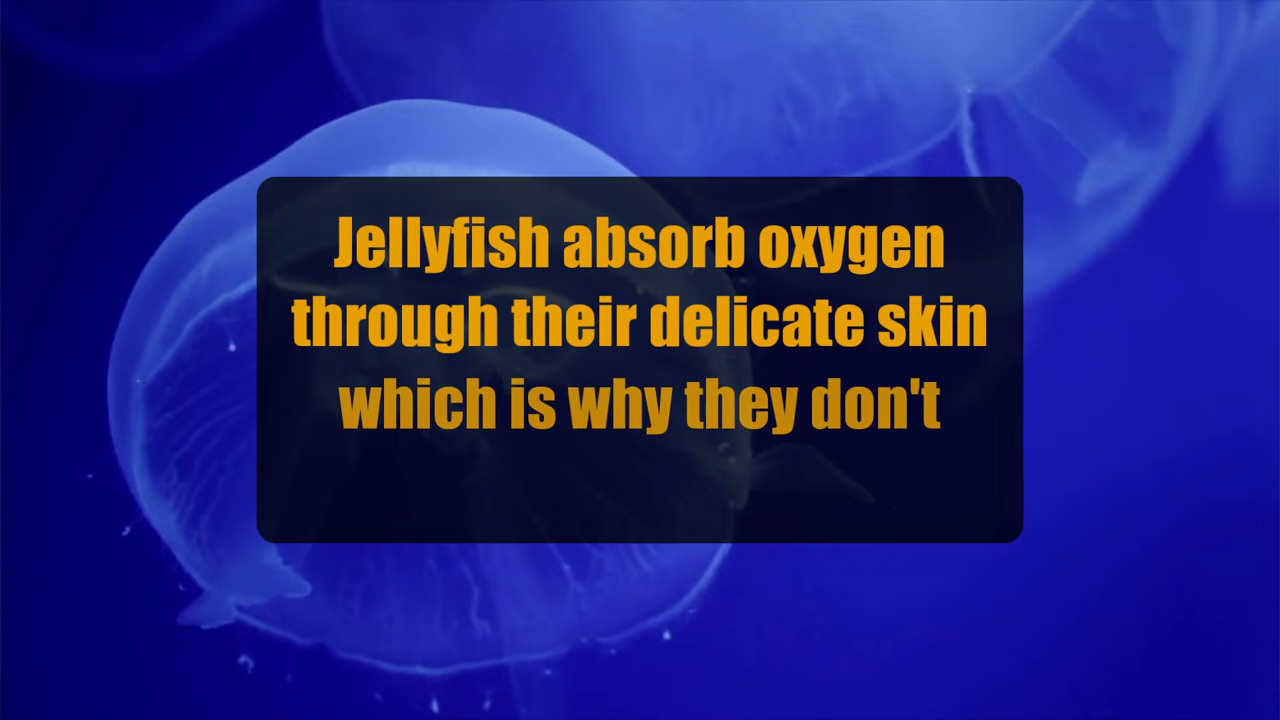 Jellyfish absorb oxygen
through their delicate skin
which is why they don't